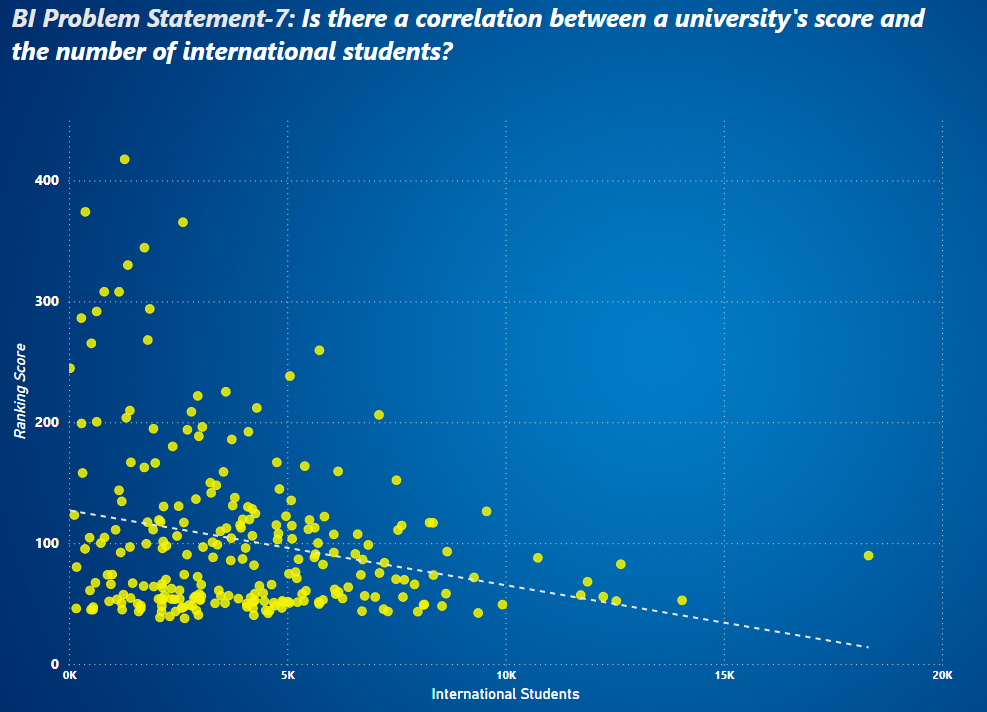 BI Problem Statement-7: Is there a correlation between a university's score and
the number of international students?
400
300
200
100
0
Ranking Score
0K
5K
10K
15K
20K
International Students